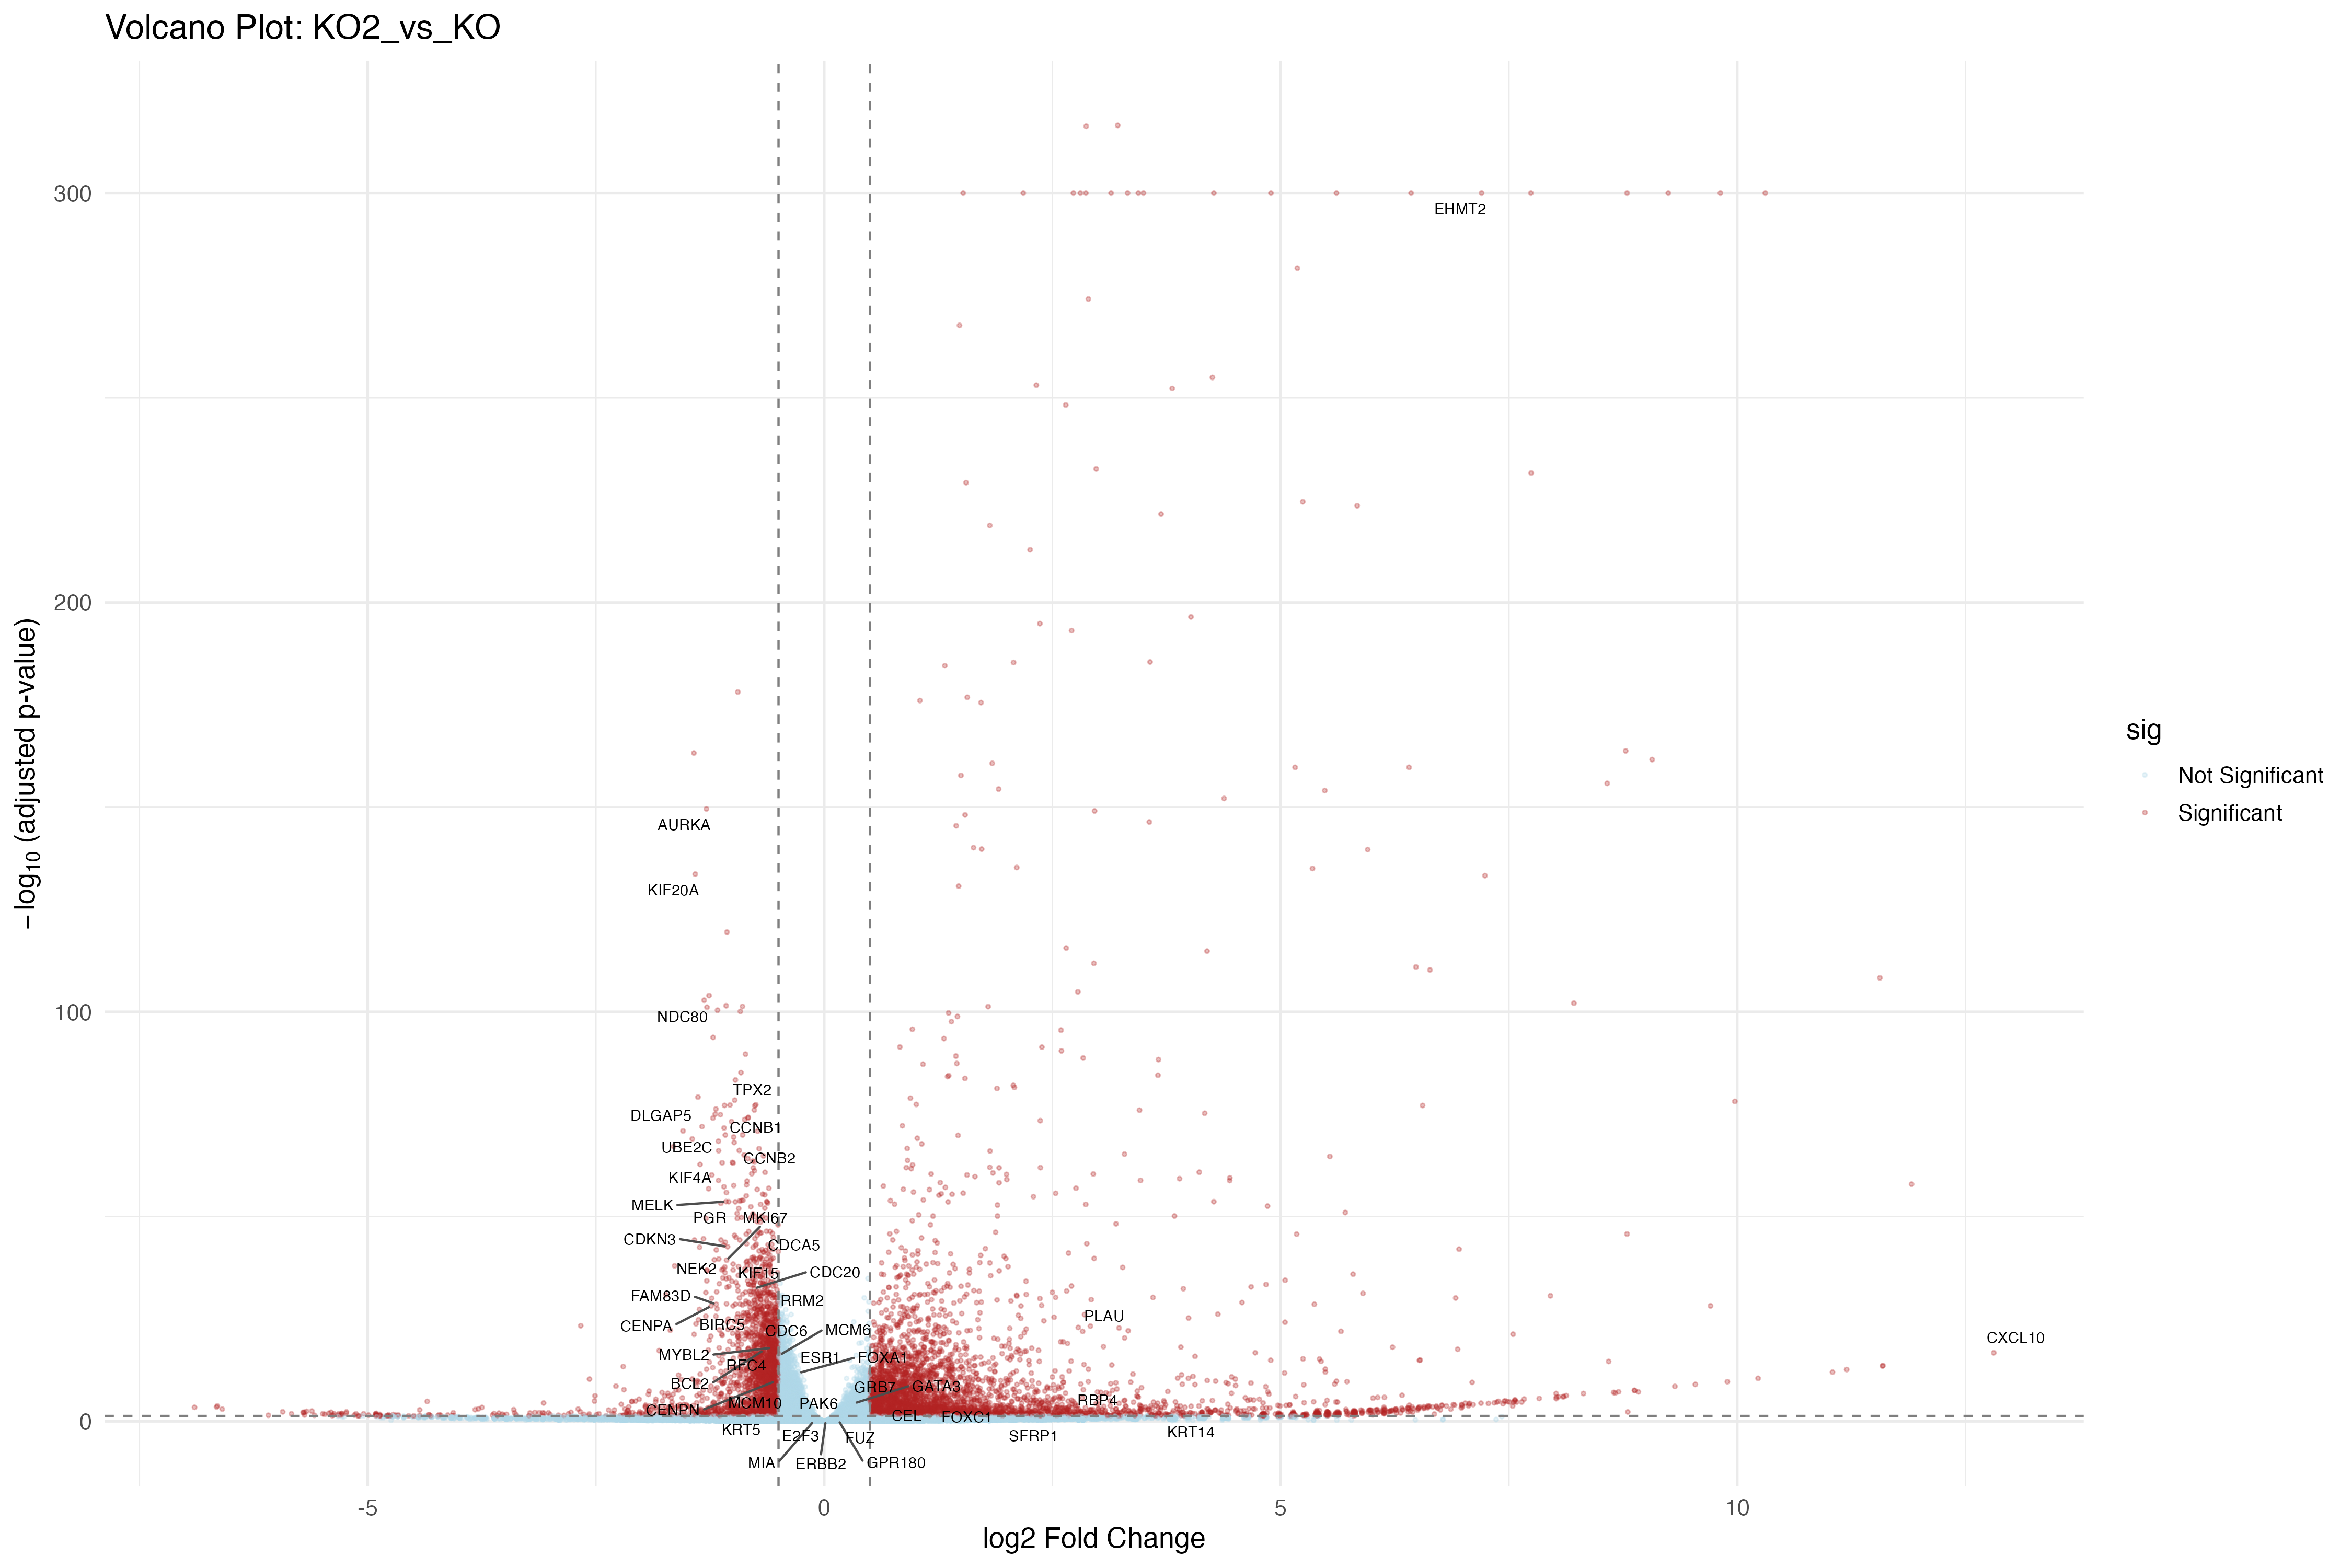 Volcano Plot: KO2_vs_KO
300
EHMT2
200
AURKA
KIF20A
100
NDC80
TPX2
DLGAP5
CCNB1
UBE2C
CCNB2
KIF4A
MELK
PGR MKI67
CDKN3 CDCA5
NEK2 KIF15 CDC20
FAM83D RRM2
PLAU
CENPA BIRC5 CDC6 MCM6
CXCL10
MYBL2 RFC4 ESR1 FOXA1
BCL2 GRB7 GATA3
CENPN MCM10 PAK6 RBP4
0
CEL FOXC1
KRT5 E2F3 FUZ SFRP1 KRT14
MIA ERBB2 GPR180
-5 0 5 10
log2 Fold Change
−log10 (adjusted p-value)
sig
Not Significant
Significant